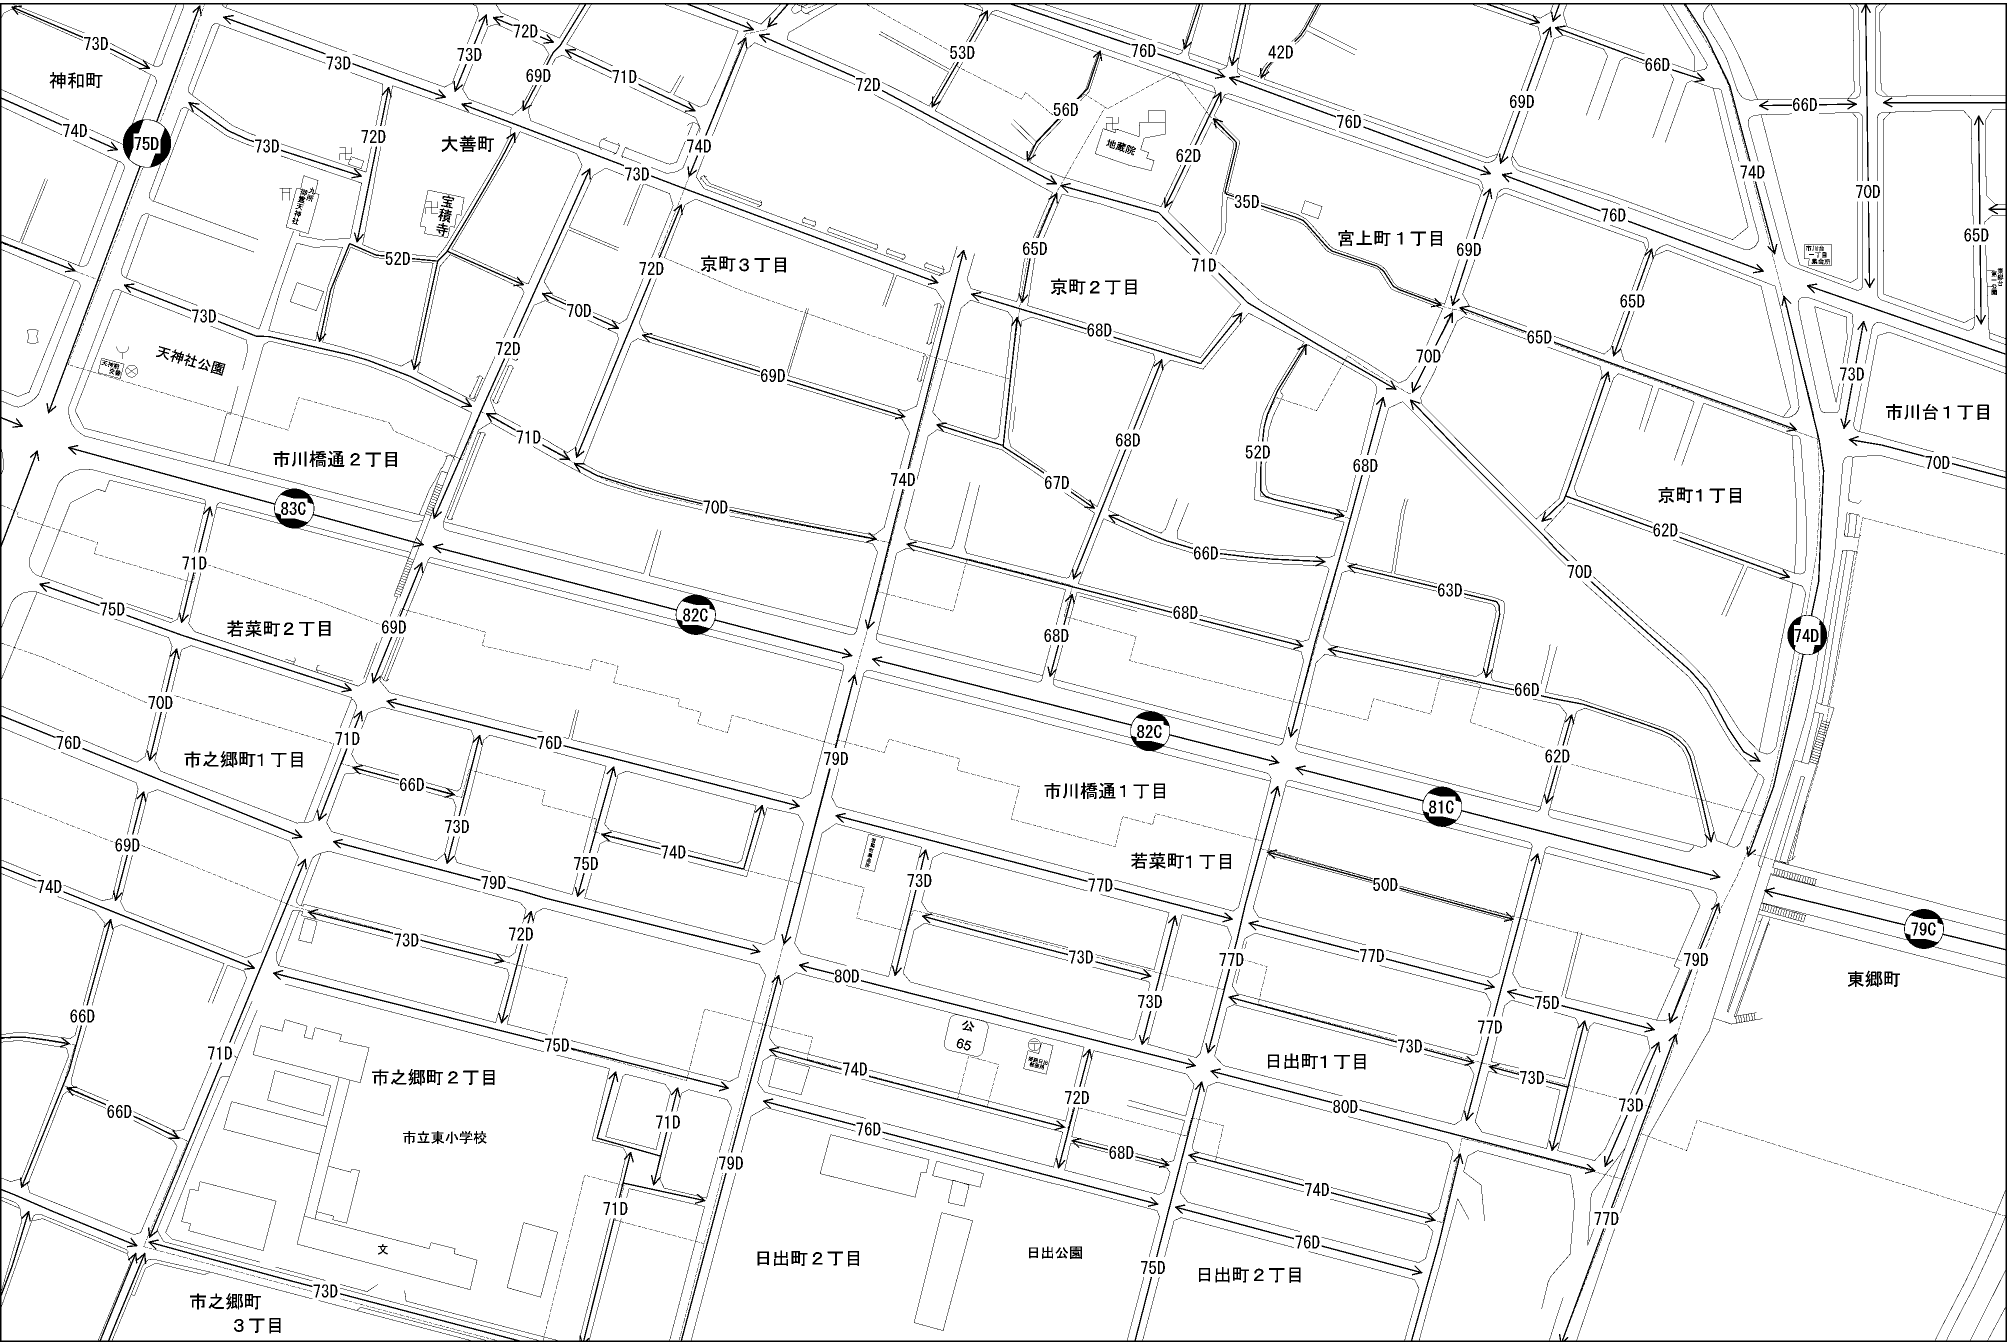 73D
73D
73D
72D
69D
71D
72D
53D
76D
42D
66D
神和町
74D
75D
73D
72D
大善町
74D
73D
56D
地蔵院
62D
76D
69D
66D
74D
70D
宝積寺
52D
35D
宮上町1丁目
76D
69D
65D
65D
京町3丁目
72D
65D
京町2丁目
71D
73D
70D
72D
68D
70D
65D
65D
73D
天神社公園
69D
市川台1丁目
71D
市川橋通2丁目
68D
52D
68D
70D
83C
74D
67D
京町1丁目
70D
62D
71D
66D
63D
70D
75D
若菜町2丁目
69D
82C
68D
68D
74D
70D
76D
市之郷町1丁目
71D
76D
66D
79D
82C
66D
62D
市川橋通1丁目
81C
69D
73D
75D
74D
若菜町1丁目
74D
79D
73D
77D
50D
73D
72D
73D
77D
77D
79D
79C
東郷町
66D
71D
75D
80D
公
65
73D
73D
77D
75D
66D
市之郷町2丁目
74D
72D
日出町1丁目
73D
73D
市立東小学校
71D
76D
68D
80D
73D
79D
71D
74D
77D
文
日出町2丁目
日出公園
75D
76D
日出町2丁目
73D
市之郷町
3丁目